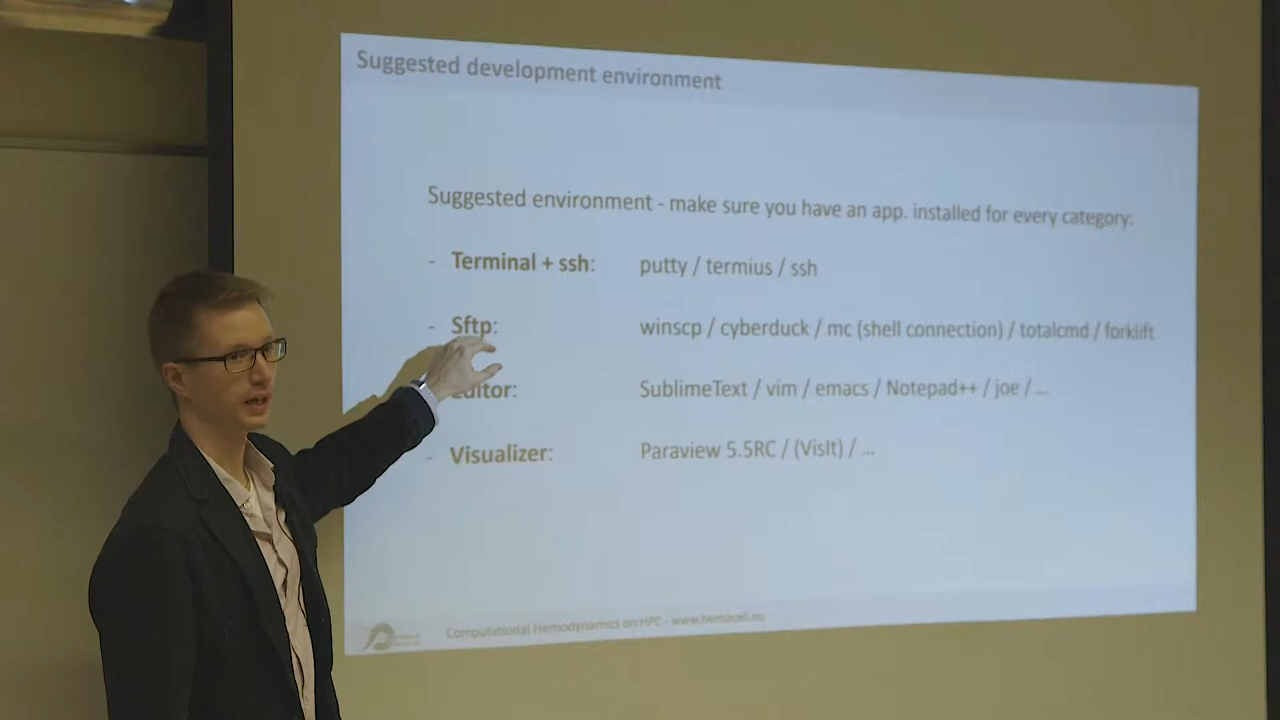 Suggested development environment
Suggested environment - make sure you have an app. installed for every category:
- Terminal + ssh: putty / termius / ssh
- Sftp: winscp / cyberduck / mc (shell connection) / totalcmd / forklift
Editor: SublimeText / vim / emacs / Notepad++ / joe / ...
- Visualizer: Paraview 5.5RC / (VisIt) / ...
Computational Hemodynamics on HPC - www.hemocell.eu